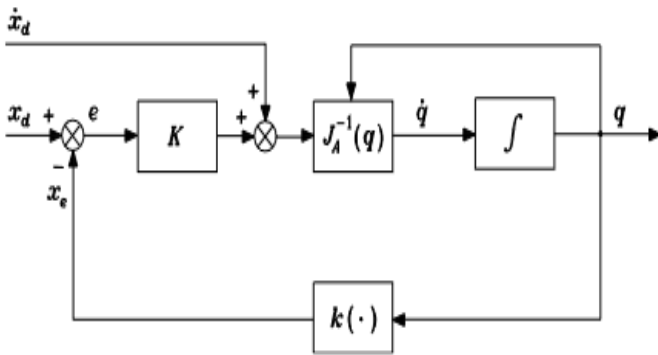 ẋ_d
+
x_d + e K + J_A^{-1}(q) q̇ ∫ q
−
x_e
k(·)